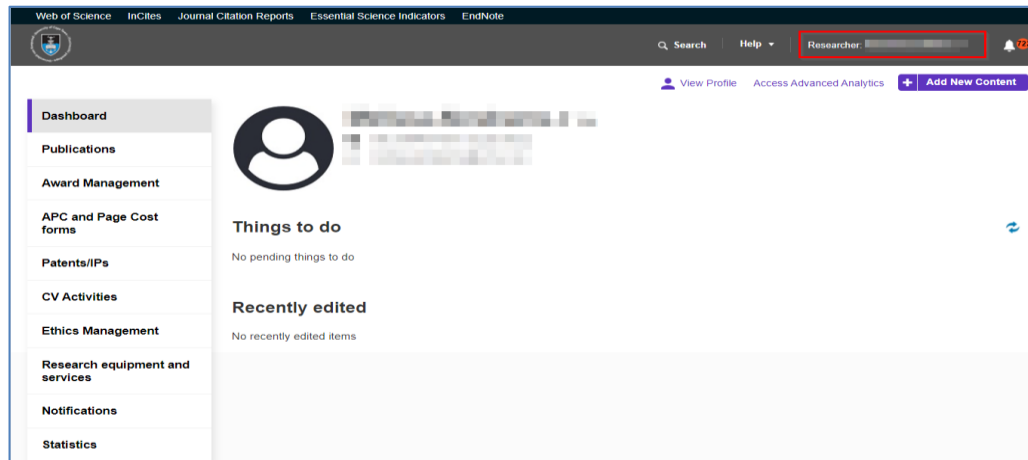 Web of Science InCites Journal Citation Reports Essential Science Indicators EndNote
Search Help Researcher:
View Profile Access Advanced Analytics + Add New Content
Dashboard
Publications
Award Management
APC and Page Cost
forms
Patents/IPs
CV Activities
Ethics Management
Research equipment and
services
Notifications
Statistics
Things to do
No pending things to do
Recently edited
No recently edited items